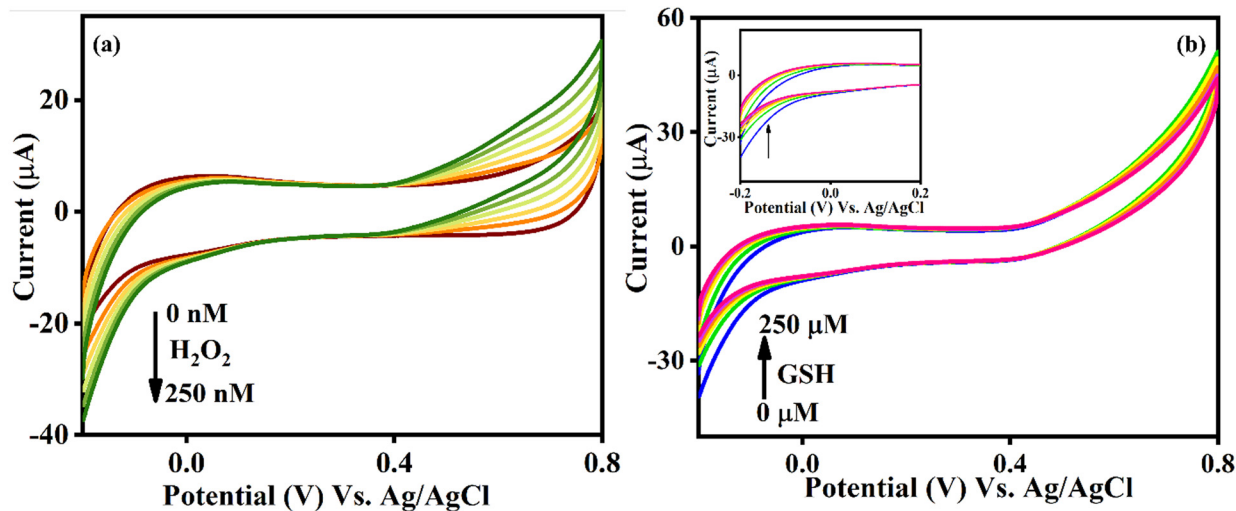 (a)
Current (µA)
20
0
-20
-40
0 nM
H₂O₂
250 nM
0.0
0.4
0.8
Potential (V) Vs. Ag/AgCl
(b)
Current (µA)
60
30
0
-30
Current (µA)
0
-30
-0.2
0.0
0.2
Potential (V) Vs. Ag/AgCl
250 µM
GSH
0 µM
0.0
0.4
0.8
Potential (V) Vs. Ag/AgCl